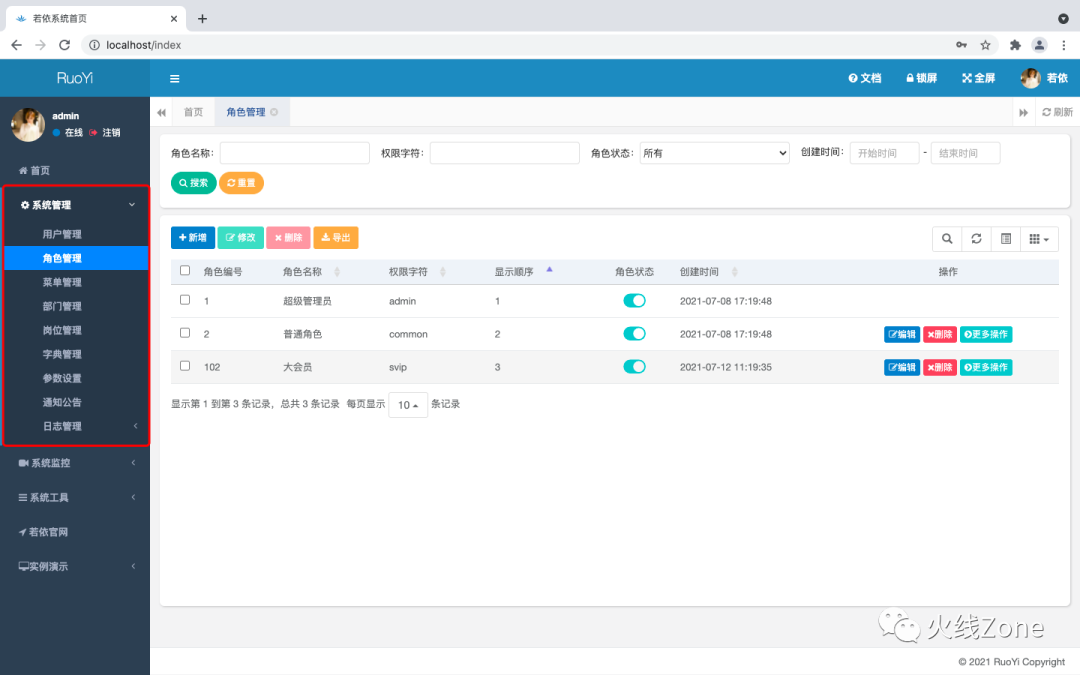 若依系统首页
localhost/index
RuoYi
文档 锁屏 全屏 若依
admin
在线 注销
首页 角色管理 刷新
首页
系统管理
用户管理
角色管理
菜单管理
部门管理
岗位管理
字典管理
参数设置
通知公告
日志管理
系统监控
系统工具
若依官网
实例演示
角色名称: 权限字符: 角色状态: 所有 创建时间: 开始时间 - 结束时间
搜索 重置
新增 修改 删除 导出
角色编号 角色名称 权限字符 显示顺序 角色状态 创建时间 操作
1 超级管理员 admin 1 2021-07-08 17:19:48
2 普通角色 common 2 2021-07-08 17:19:48 编辑 删除 更多操作
102 大会员 svip 3 2021-07-12 11:19:35 编辑 删除 更多操作
显示第 1 到第 3 条记录，总共 3 条记录 每页显示 10 条记录
火线Zone
© 2021 RuoYi Copyright